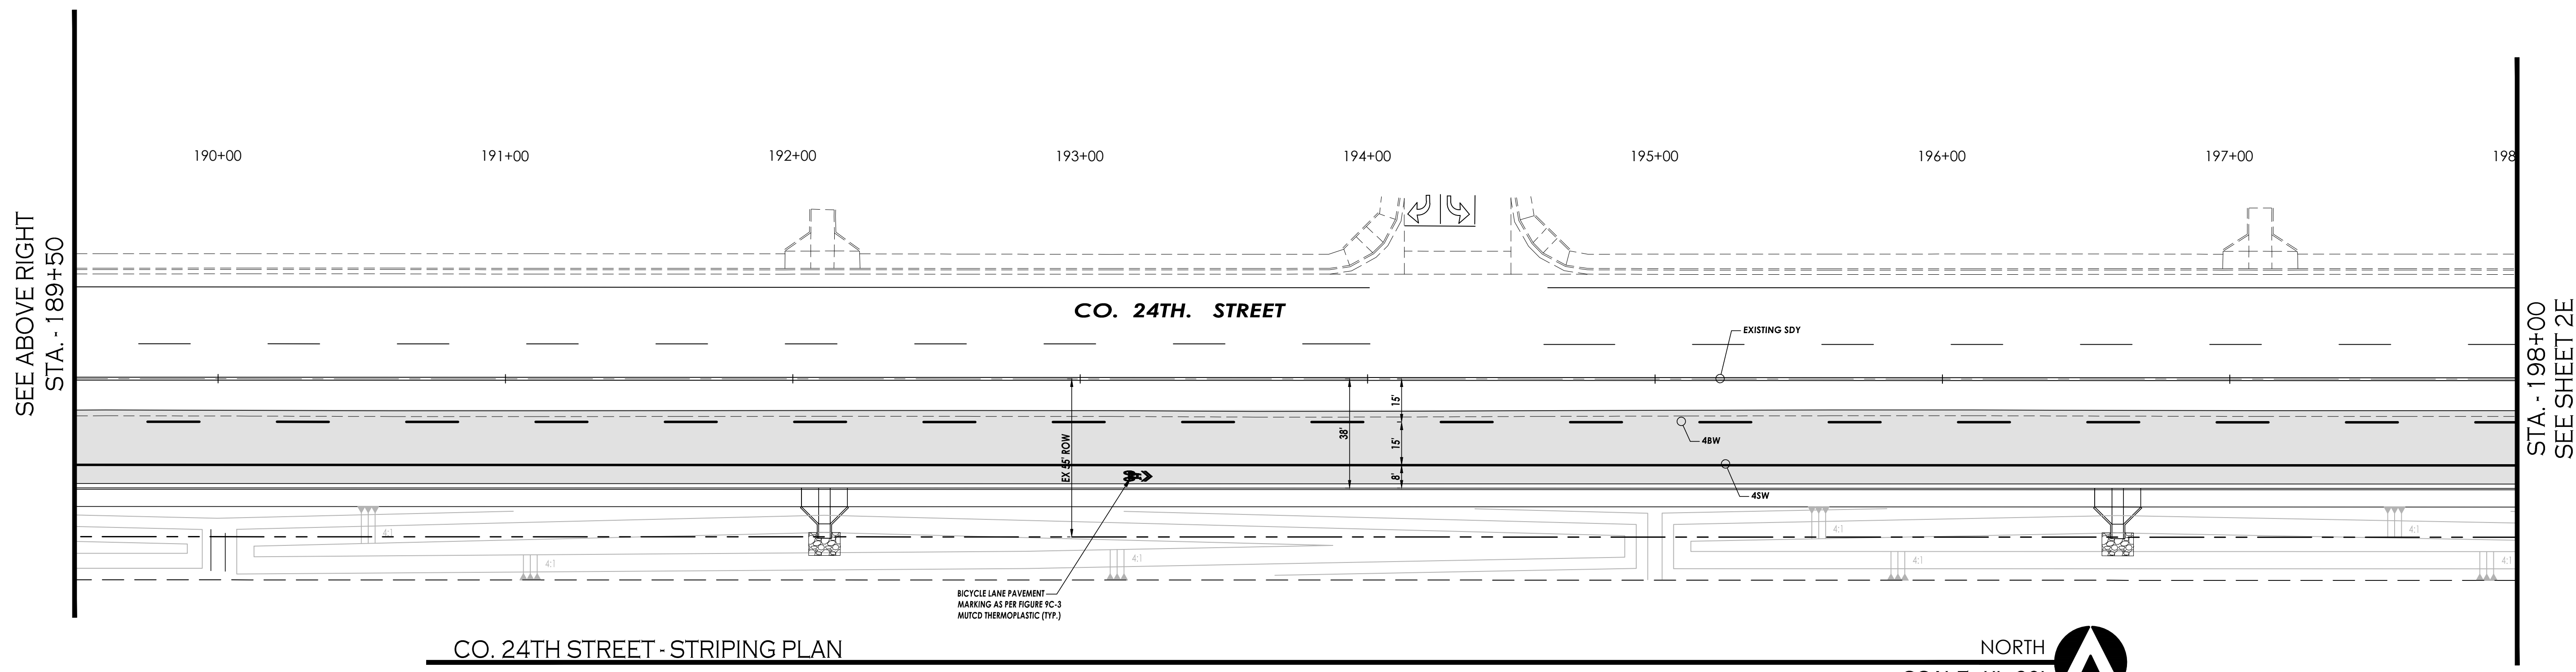 190+00
191+00
192+00
193+00
194+00
195+00
196+00
197+00
198
SEE ABOVE RIGHT
STA. - 189+50
CO. 24TH. STREET
EXISTING SDY
15'
38'
15'
4BW
EX 55' ROW
8'
4SW
4:1
4:1
4:1
4:1
4:1
4:1
4:1
4:1
STA. - 198+00
SEE SHEET 2E
BICYCLE LANE PAVEMENT
MARKING AS PER FIGURE 9C-3
MUTCD THERMOPLASTIC (TYP.)
CO. 24TH STREET - STRIPING PLAN
NORTH